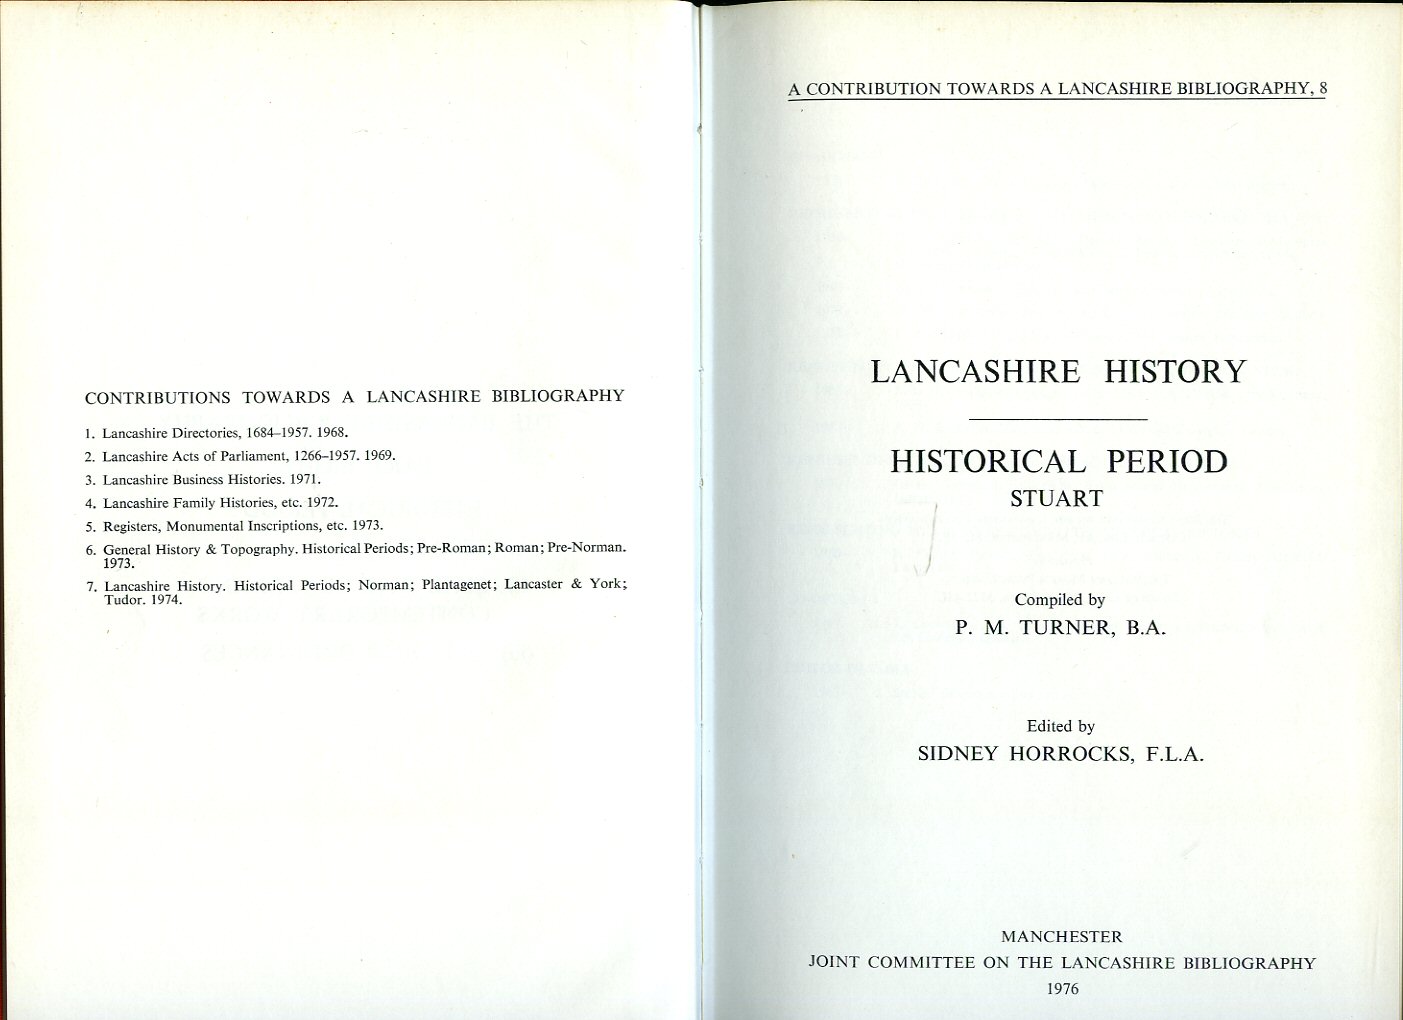 CONTRIBUTIONS TOWARDS A LANCASHIRE BIBLIOGRAPHY
1. Lancashire Directories, 1684–1957. 1968.
2. Lancashire Acts of Parliament, 1266–1957. 1969.
3. Lancashire Business Histories. 1971.
4. Lancashire Family Histories, etc. 1972.
5. Registers, Monumental Inscriptions, etc. 1973.
6. General History & Topography. Historical Periods; Pre-Roman; Roman; Pre-Norman.
1973.
7. Lancashire History. Historical Periods; Norman; Plantagenet; Lancaster & York;
Tudor. 1974.
A CONTRIBUTION TOWARDS A LANCASHIRE BIBLIOGRAPHY, 8
LANCASHIRE HISTORY
HISTORICAL PERIOD
STUART
Compiled by
P. M. TURNER, B.A.
Edited by
SIDNEY HORROCKS, F.L.A.
MANCHESTER
JOINT COMMITTEE ON THE LANCASHIRE BIBLIOGRAPHY
1976